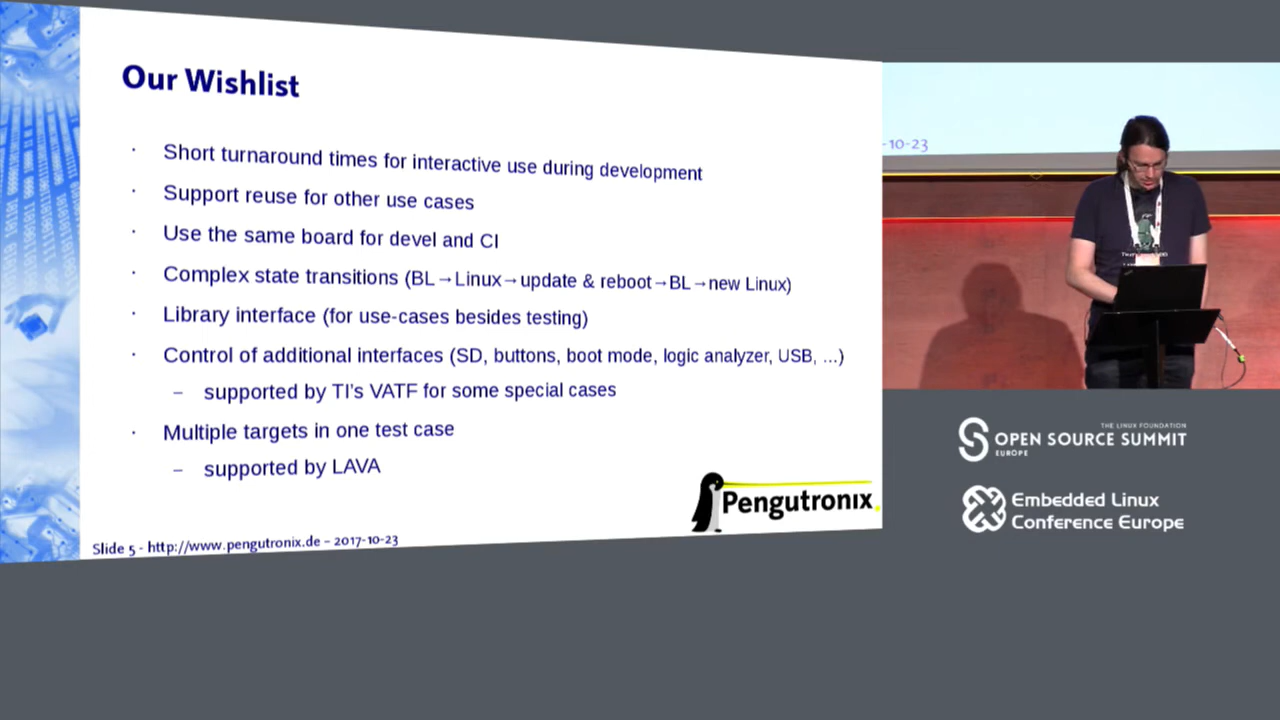 Our Wishlist
· Short turnaround times for interactive use during development
· Support reuse for other use cases
· Use the same board for devel and CI
· Complex state transitions (BL→Linux→update & reboot→BL→new Linux)
· Library interface (for use-cases besides testing)
· Control of additional interfaces (SD, buttons, boot mode, logic analyzer, USB, ...)
– supported by TI's VATF for some special cases
· Multiple targets in one test case
– supported by LAVA
Pengutronix
Slide 5 - http://www.pengutronix.de – 2017-10-23
-10-23
THE LINUX FOUNDATION
OPEN SOURCE SUMMIT
EUROPE
Embedded Linux
Conference Europe